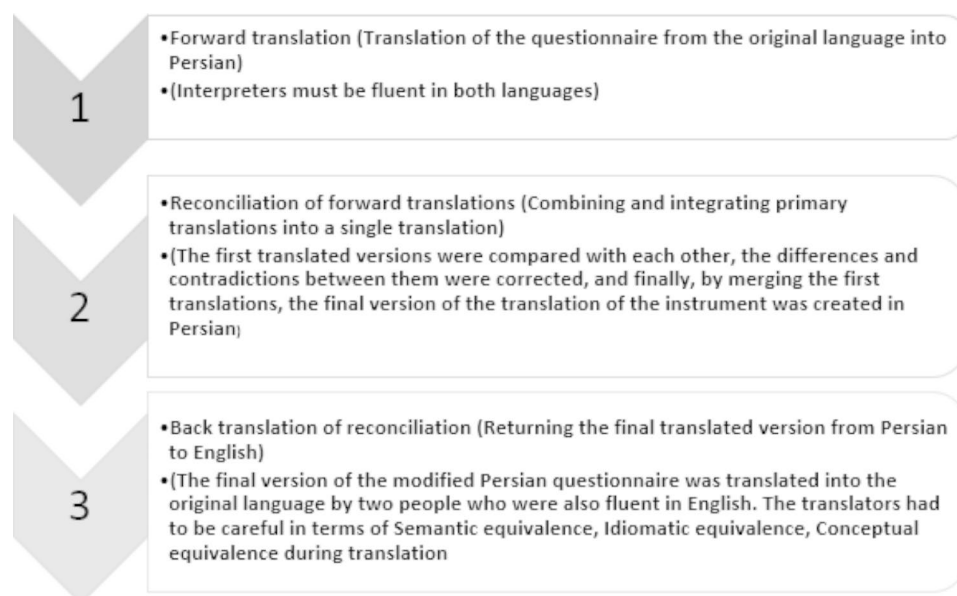 1
•Forward translation (Translation of the questionnaire from the original language into
Persian)
•(Interpreters must be fluent in both languages)
2
•Reconciliation of forward translations (Combining and integrating primary
translations into a single translation)
•(The first translated versions were compared with each other, the differences and
contradictions between them were corrected, and finally, by merging the first
translations, the final version of the translation of the instrument was created in
Persian)
3
•Back translation of reconciliation (Returning the final translated version from Persian
to English)
•(The final version of the modified Persian questionnaire was translated into the
original language by two people who were also fluent in English. The translators had
to be careful in terms of Semantic equivalence, Idiomatic equivalence, Conceptual
equivalence during translation